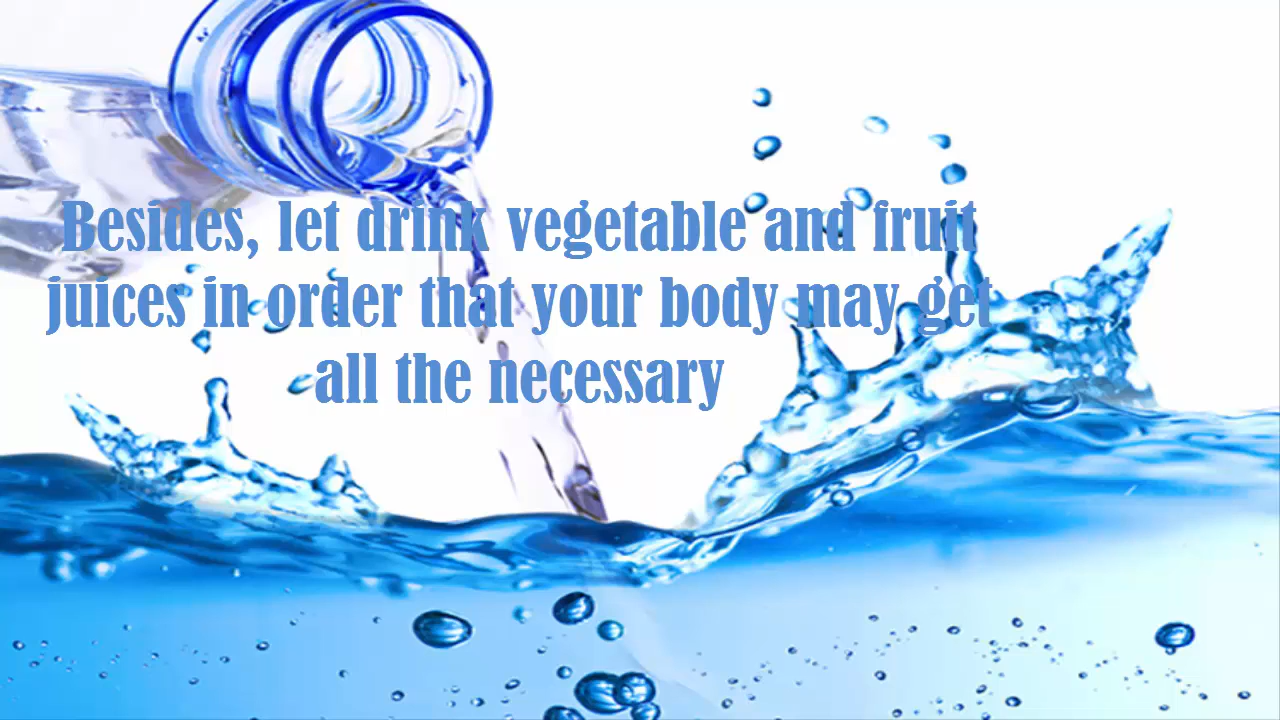 Besides, let drink vegetable and fruit
juices in order that your body may get
all the necessary